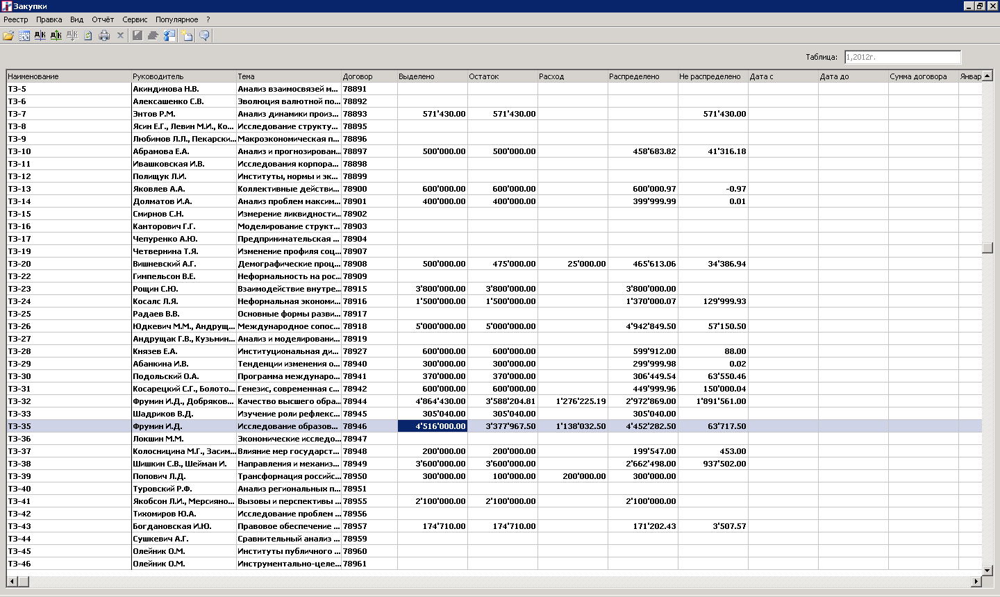 Закупки
Реестр Правка Вид Отчёт Сервис Популярное ?
Таблица: 1,2012г.
Наименование Руководитель Тема Договор Выделено Остаток Расход Распределено Не распределено Дата с Дата до Сумма договора Январ
ТЗ-5 Акиндинова Н.В. Анализ взаимосвязей м... 78891
ТЗ-6 Алексашенко С.В. Эволюция валютной по... 78892
ТЗ-7 Энтов Р.М. Анализ динамики произ... 78893 571'430.00 571'430.00 571'430.00
ТЗ-8 Ясин Е.Г., Левин М.И., Ко... Исследование структу... 78895
ТЗ-9 Любимов Л.Л., Пекарски... Макроэкономическая п... 78896
ТЗ-10 Абрамова Е.А. Анализ и прогнозирован... 78897 500'000.00 500'000.00 458'683.82 41'316.18
ТЗ-11 Ивашковская И.В. Исследования корпора... 78898
ТЗ-12 Полищук Л.И. Институты, нормы и эк... 78899
ТЗ-13 Яковлев А.А. Коллективные действи... 78900 600'000.00 600'000.00 600'000.97 -0.97
ТЗ-14 Долматов И.А. Анализ проблем максим... 78901 400'000.00 400'000.00 399'999.99 0.01
ТЗ-15 Смирнов С.Н. Измерение ликвидности... 78902
ТЗ-16 Канторович Г.Г. Моделирование структ... 78903
ТЗ-17 Чепуренко А.Ю. Предпринимательская ... 78904
ТЗ-19 Четвернина Т.Я. Изменение профиля соц... 78907
ТЗ-20 Вишневский А.Г. Демографические проц... 78908 500'000.00 475'000.00 25'000.00 465'613.06 34'386.94
ТЗ-22 Гимпельсон В.Е. Неформальность на рос... 78909
ТЗ-23 Рощин С.Ю. Взаимодействие внутре... 78915 3'800'000.00 3'800'000.00 3'800'000.00
ТЗ-24 Косалс Л.Я. Неформальная экономи... 78916 1'500'000.00 1'500'000.00 1'370'000.07 129'999.93
ТЗ-25 Радаев В.В. Основные формы разви... 78917
ТЗ-26 Юдкевич М.М., Андрущ... Международное сопос... 78918 5'000'000.00 5'000'000.00 4'942'849.50 57'150.50
ТЗ-27 Андрущак Г.В., Кузьмин... Анализ и моделировани... 78919
ТЗ-28 Князев Е.А. Институциональная ди... 78927 600'000.00 600'000.00 599'912.00 88.00
ТЗ-29 Абанкина И.В. Тенденции изменения о... 78940 300'000.00 300'000.00 299'999.98 0.02
ТЗ-30 Подольский О.А. Программа междунаро... 78941 370'000.00 370'000.00 306'449.54 63'550.46
ТЗ-31 Косарецкий С.Г., Болото... Генезис, современная с... 78942 600'000.00 600'000.00 449'999.96 150'000.04
ТЗ-32 Фрумин И.Д., Добряков... Качество высшего обра... 78944 4'864'430.00 3'588'204.81 1'276'225.19 2'972'869.00 1'891'561.00
ТЗ-33 Шадриков В.Д. Изучение роли рефлекс... 78945 305'040.00 305'040.00 305'040.00
ТЗ-35 Фрумин И.Д. Исследование образов... 78946 4'516'000.00 3'377'967.50 1'138'032.50 4'452'282.50 63'717.50
ТЗ-36 Локшин М.М. Экономические исследо... 78947
ТЗ-37 Колосницина М.Г., Засим... Влияние мер государст... 78948 200'000.00 200'000.00 199'547.00 453.00
ТЗ-38 Шишкин С.В., Шейман И. Направления и механиз... 78949 3'600'000.00 3'600'000.00 2'662'498.00 937'502.00
ТЗ-39 Попович Л.Д. Трансформация российс... 78950 300'000.00 100'000.00 200'000.00 300'000.00
ТЗ-40 Туровский Р.Ф. Анализ региональных п... 78951
ТЗ-41 Якобсон Л.И., Мерсияно... Вызовы и перспективы ... 78955 2'100'000.00 2'100'000.00 2'100'000.00
ТЗ-42 Тихомиров Ю.А. Исследование проблем ... 78956
ТЗ-43 Богдановская И.Ю. Правовое обеспечение ... 78957 174'710.00 174'710.00 171'202.43 3'507.57
ТЗ-44 Сушкевич А.Г. Сравнительный анализ ... 78959
ТЗ-45 Олейник О.М. Институты публичного ... 78960
ТЗ-46 Олейник О.М. Инструментально-целе... 78961